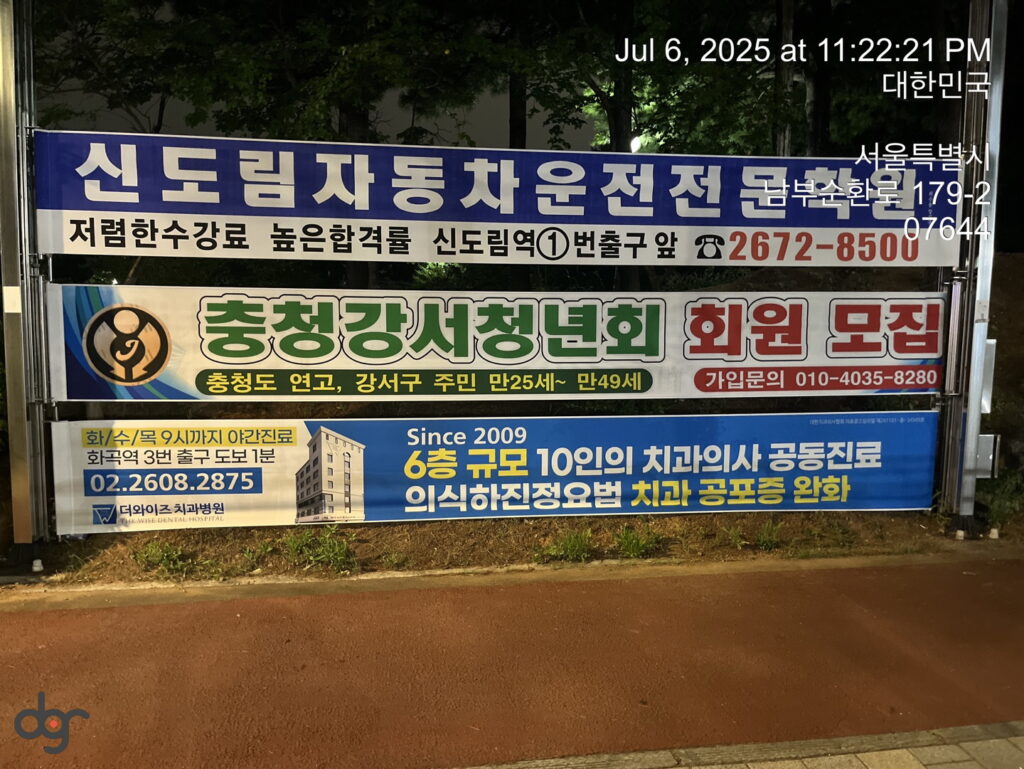 Jul 6, 2025 at 11:22:21 PM
대한민국
서울특별시
남부순환로 179-2
07644
신도림자동차운전전문학원
저렴한수강료 높은합격률 신도림역①번출구 앞 ☎2672-8500
충청강서청년회 회원 모집
충청도 연고, 강서구 주민 만25세~ 만49세
가입문의 010-4035-8280
화/수/목 9시까지 야간진료
화곡역 3번 출구 도보 1분
02.2608.2875
더와이즈 치과병원
THE WISE DENTAL HOSPITAL
Since 2009
6층 규모 10인의 치과의사 공동진료
의식하진정요법 치과 공포증 완화
dgr